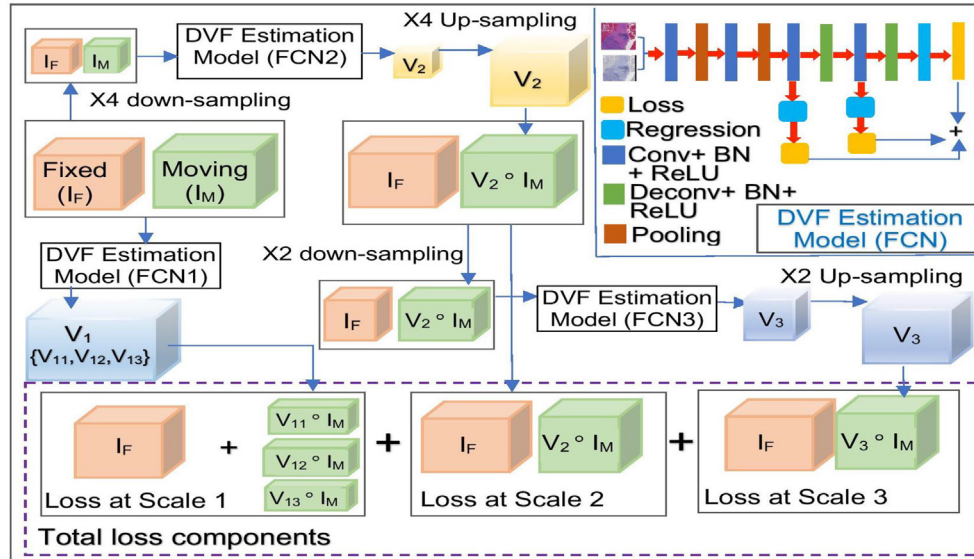 X4 Up-sampling
DVF Estimation
Model (FCN2)
I_F
I_M
V_2
V_2
X4 down-sampling
Fixed
(I_F)
Moving
(I_M)
I_F
V_2 ∘ I_M
DVF Estimation
Model (FCN1)
X2 down-sampling
I_F
V_2 ∘ I_M
DVF Estimation
Model (FCN3)
V_3
X2 Up-sampling
V_3
V_1
{V_11,V_12,V_13}
Loss
Regression
Conv+ BN
+ ReLU
Deconv+ BN+
ReLU
Pooling
+
DVF Estimation
Model (FCN)
I_F
+
V_11 ∘ I_M
V_12 ∘ I_M
V_13 ∘ I_M
Loss at Scale 1
+
I_F
V_2 ∘ I_M
Loss at Scale 2
+
I_F
V_3 ∘ I_M
Loss at Scale 3
Total loss components